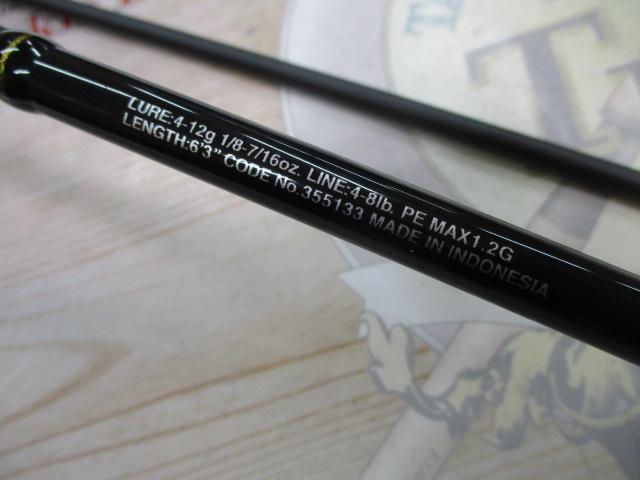 LURE:4-12g 1/8-7/16oz. LINE:4-8lb. PE MAX1.2G
LENGTH:6'3" CODE No.355133 MADE IN INDONESIA